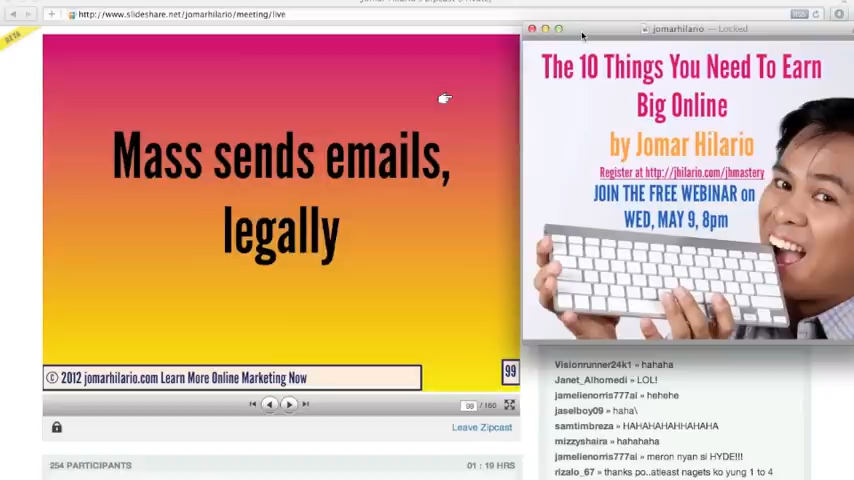 http://www.slideshare.net/jomarhilario/meeting/live
RSS
BETA
jomarhilario — Locked
Mass sends emails,
legally
© 2012 jomarhilario.com Learn More Online Marketing Now
99
99 / 160
Leave Zipcast
254 PARTICIPANTS
01 : 19 HRS
The 10 Things You Need To Earn
Big Online
by Jomar Hilario
Register at http://jhilario.com/jhmastery
JOIN THE FREE WEBINAR on
WED, MAY 9, 8pm
Visionrunner24k1 » hahaha
Janet_Alhomedi » LOL!
jamelienorris777al » hehehe
jaselboy09 » haha\
samtimbreza » HAHAHAHAHHAHAHA
mizzyshaira » hahahaha
jamelienorris777al » meron nyan si HYDE!!!
rizalo_67 » thanks po..atleast nagets ko yung 1 to 4